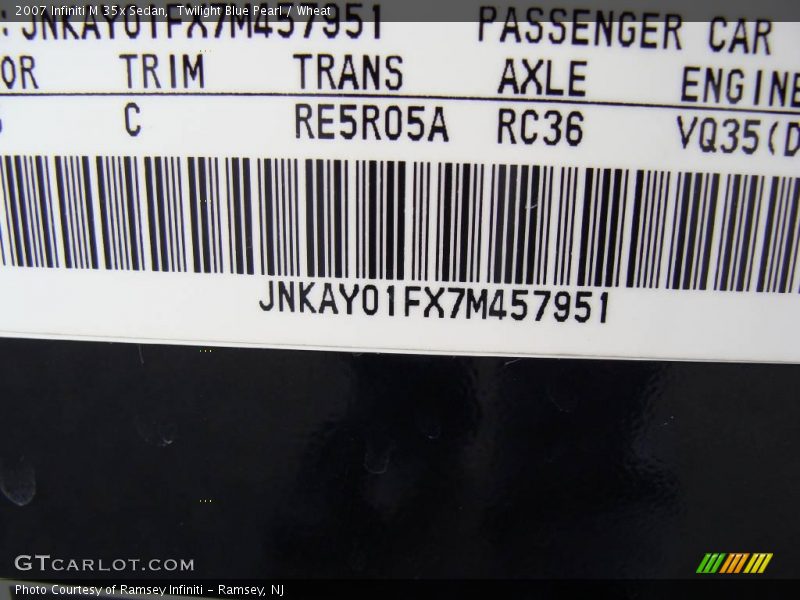 2007 Infiniti M 35x Sedan,  Twilight Blue Pearl / Wheat
: JNKAY01FX7M457951 PASSENGER CAR
OR TRIM TRANS AXLE ENGINE
C RE5R05A RC36 VQ35(D
JNKAY01FX7M457951
GTCARLOT.COM
Photo Courtesy of Ramsey Infiniti - Ramsey, NJ